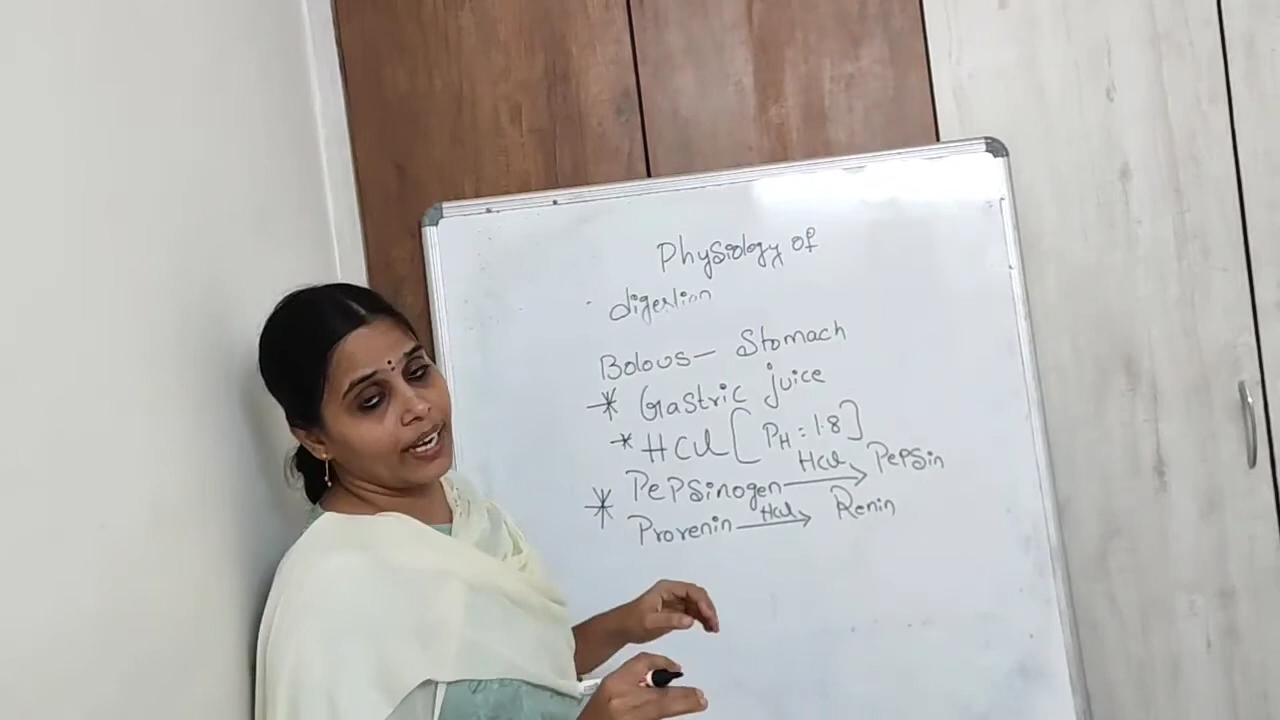 Physiology of
digestion
Bolous - Stomach
* Gastric juice
* HCl [PH = 1.8]
* Pepsinogen HCl → Pepsin
Prorenin HCl → Renin